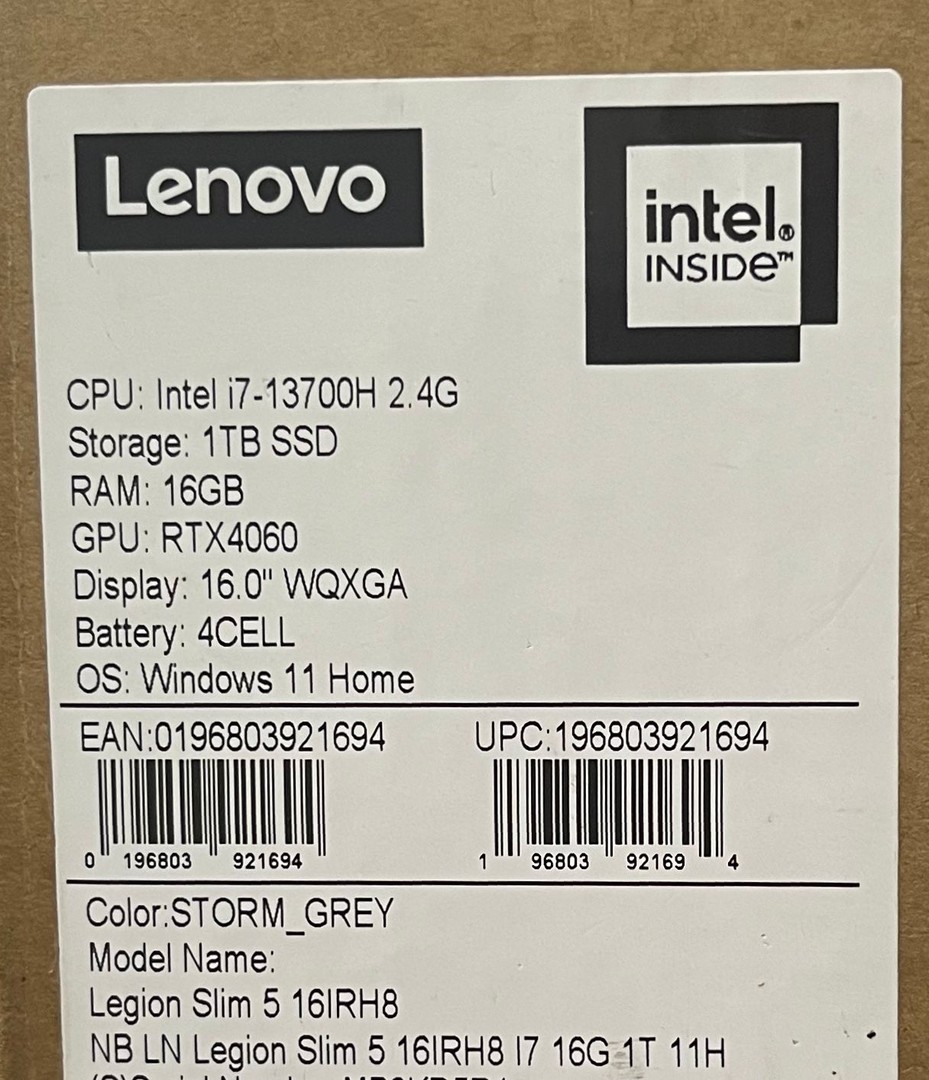 Lenovo
intel®
INSIDE™
CPU: Intel i7-13700H 2.4G
Storage: 1TB SSD
RAM: 16GB
GPU: RTX4060
Display: 16.0" WQXGA
Battery: 4CELL
OS: Windows 11 Home
EAN:0196803921694 UPC:196803921694
0 196803 921694 1 96803 92169 4
Color:STORM_GREY
Model Name:
Legion Slim 5 16IRH8
NB LN Legion Slim 5 16IRH8 I7 16G 1T 11H